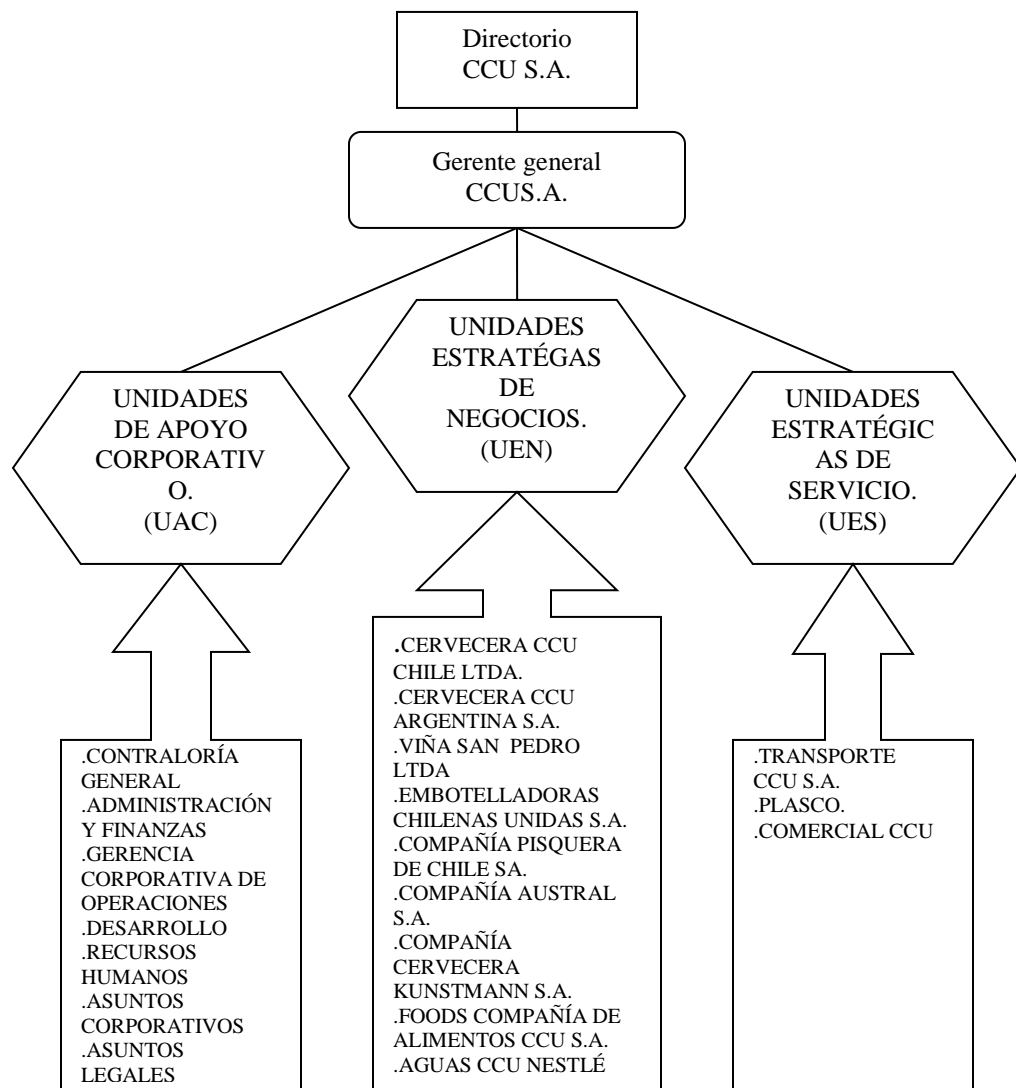 Directorio
CCU S.A.
Gerente general
CCUS.A.
UNIDADES
DE APOYO
CORPORATIV
O.
(UAC)
UNIDADES
ESTRATÉGAS
DE
NEGOCIOS.
(UEN)
UNIDADES
ESTRATÉGIC
AS DE
SERVICIO.
(UES)
.CONTRALORÍA
GENERAL
.ADMINISTRACIÓN
Y FINANZAS
.GERENCIA
CORPORATIVA DE
OPERACIONES
.DESARROLLO
.RECURSOS
HUMANOS
.ASUNTOS
CORPORATIVOS
.ASUNTOS
LEGALES
.CERVECERA CCU
CHILE LTDA.
.CERVECERA CCU
ARGENTINA S.A.
.VIÑA SAN PEDRO
LTDA
.EMBOTELLADORAS
CHILENAS UNIDAS S.A.
.COMPAÑÍA PISQUERA
DE CHILE SA.
.COMPAÑÍA AUSTRAL
S.A.
.COMPAÑÍA
CERVECERA
KUNSTMANN S.A.
.FOODS COMPAÑÍA DE
ALIMENTOS CCU S.A.
.AGUAS CCU NESTLÉ
.TRANSPORTE
CCU S.A.
.PLASCO.
.COMERCIAL CCU